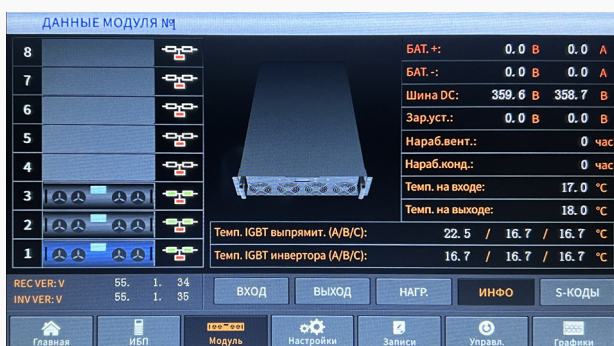 ДАННЫЕ МОДУЛЯ №1
8
7
6
5
4
3
2
1
БАТ. +: 0.0 В 0.0 А
БАТ. -: 0.0 В 0.0 А
Шина DC: 359.6 В 358.7 В
Зар.уст.: 0.0 В 0.0 В
Нараб.вент.: 0 час
Нараб.конд.: 0 час
Темп. на входе: 17.0 °C
Темп. на выходе: 18.0 °C
Темп. IGBT выпрямит. (А/В/С): 22.5 / 16.7 / 16.7 °C
Темп. IGBT инвертора (А/В/С): 16.7 / 16.7 / 16.7 °C
REC VER: V 55. 1. 34
INV VER: V 55. 1. 35
ВХОД ВЫХОД НАГР. ИНФО S-КОДЫ
Главная ИБП Модуль Настройки Записи Управл. Графики